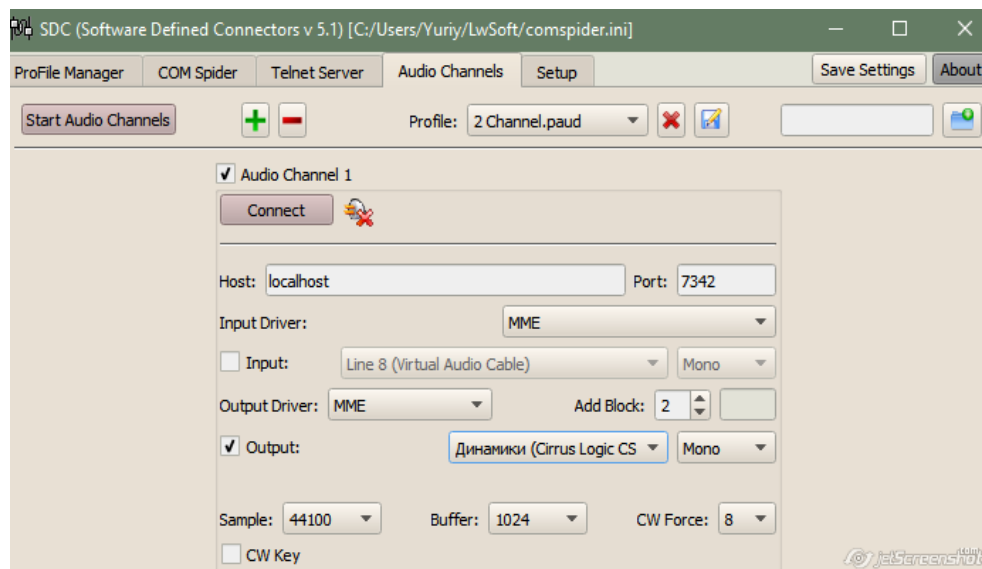 SDC (Software Defined Connectors v 5.1) [C:/Users/Yuriy/LwSoft/comspider.ini]
ProFile Manager COM Spider Telnet Server Audio Channels Setup Save Settings About
Start Audio Channels Profile: 2 Channel.paud
Audio Channel 1
Connect
Host: localhost Port: 7342
Input Driver: MME
Input: Line 8 (Virtual Audio Cable) Mono
Output Driver: MME Add Block: 2
Output: Динамики (Cirrus Logic CS Mono
Sample: 44100 Buffer: 1024 CW Force: 8
CW Key
jetScreenshot